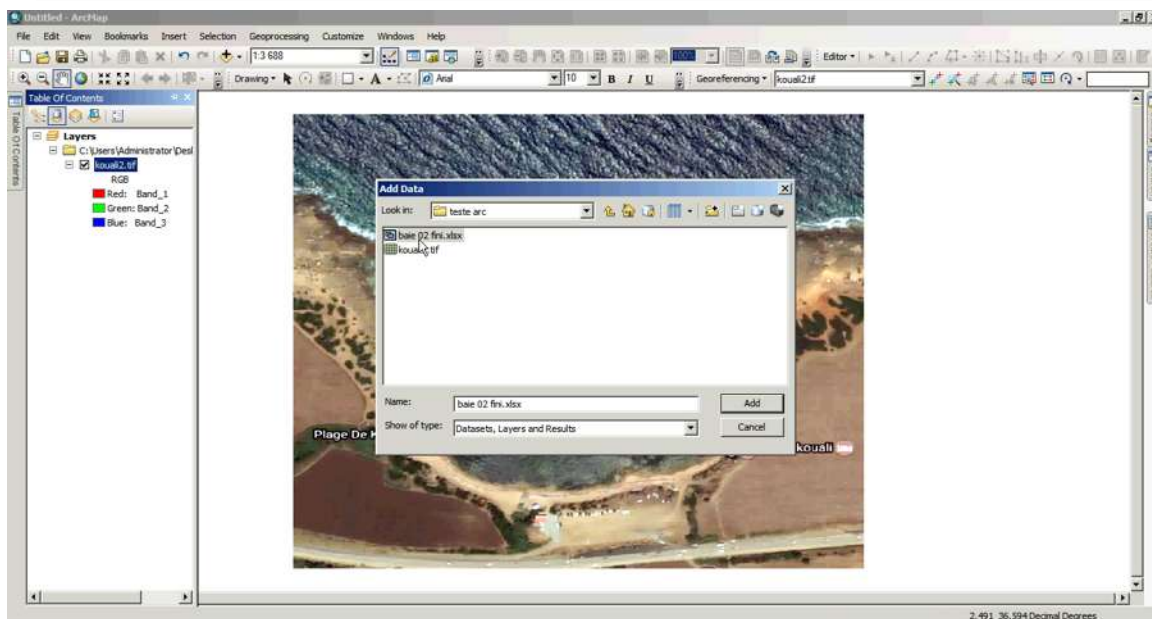 Untitled - ArcMap
File Edit View Bookmarks Insert Selection Geoprocessing Customize Windows Help
1:3 688
100%
Editor
Drawing
A
Arial
10
B I U
Georeferencing
kouali2.tif
Table Of Contents
Table Of Contents
Layers
C:\Users\Administrator\Desl
kouali2.tif
RGB
Red: Band_1
Green: Band_2
Blue: Band_3
Add Data
Look in:
teste arc
baie 02 fini.xlsx
Name:
baie 02 fini.xlsx
Add
Show of type:
Datasets, Layers and Results
Cancel
Plage De
kouali
2,491 36,594 Decimal Degrees